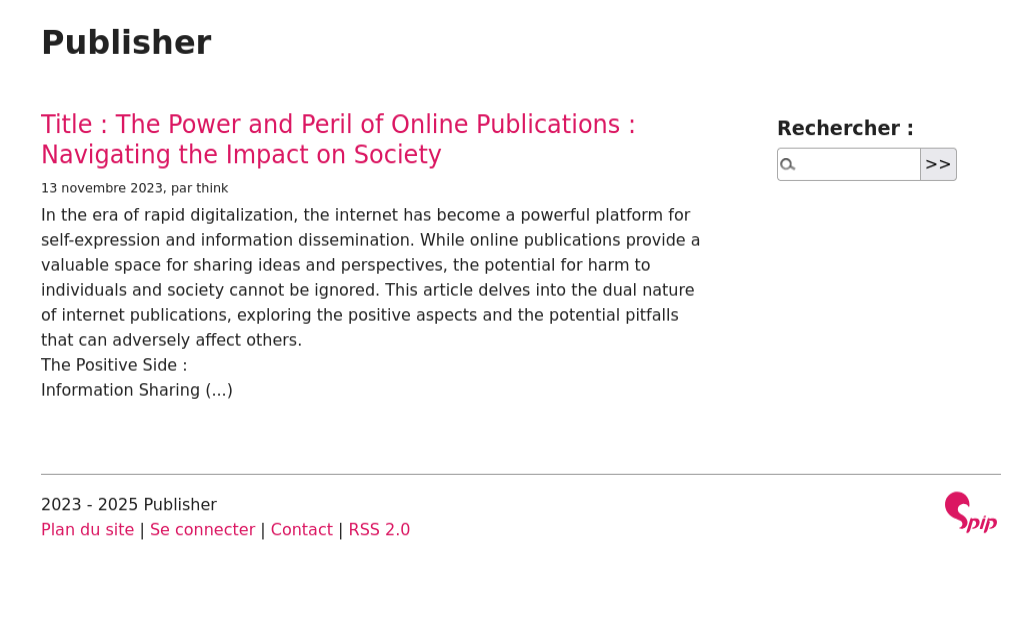 Publisher
Title : The Power and Peril of Online Publications :
Navigating the Impact on Society
13 novembre 2023, par think
In the era of rapid digitalization, the internet has become a powerful platform for
self-expression and information dissemination. While online publications provide a
valuable space for sharing ideas and perspectives, the potential for harm to
individuals and society cannot be ignored. This article delves into the dual nature
of internet publications, exploring the positive aspects and the potential pitfalls
that can adversely affect others.
The Positive Side :
Information Sharing (...)
Rechercher :
>>
2023 - 2025 Publisher
Plan du site | Se connecter | Contact | RSS 2.0
Spip